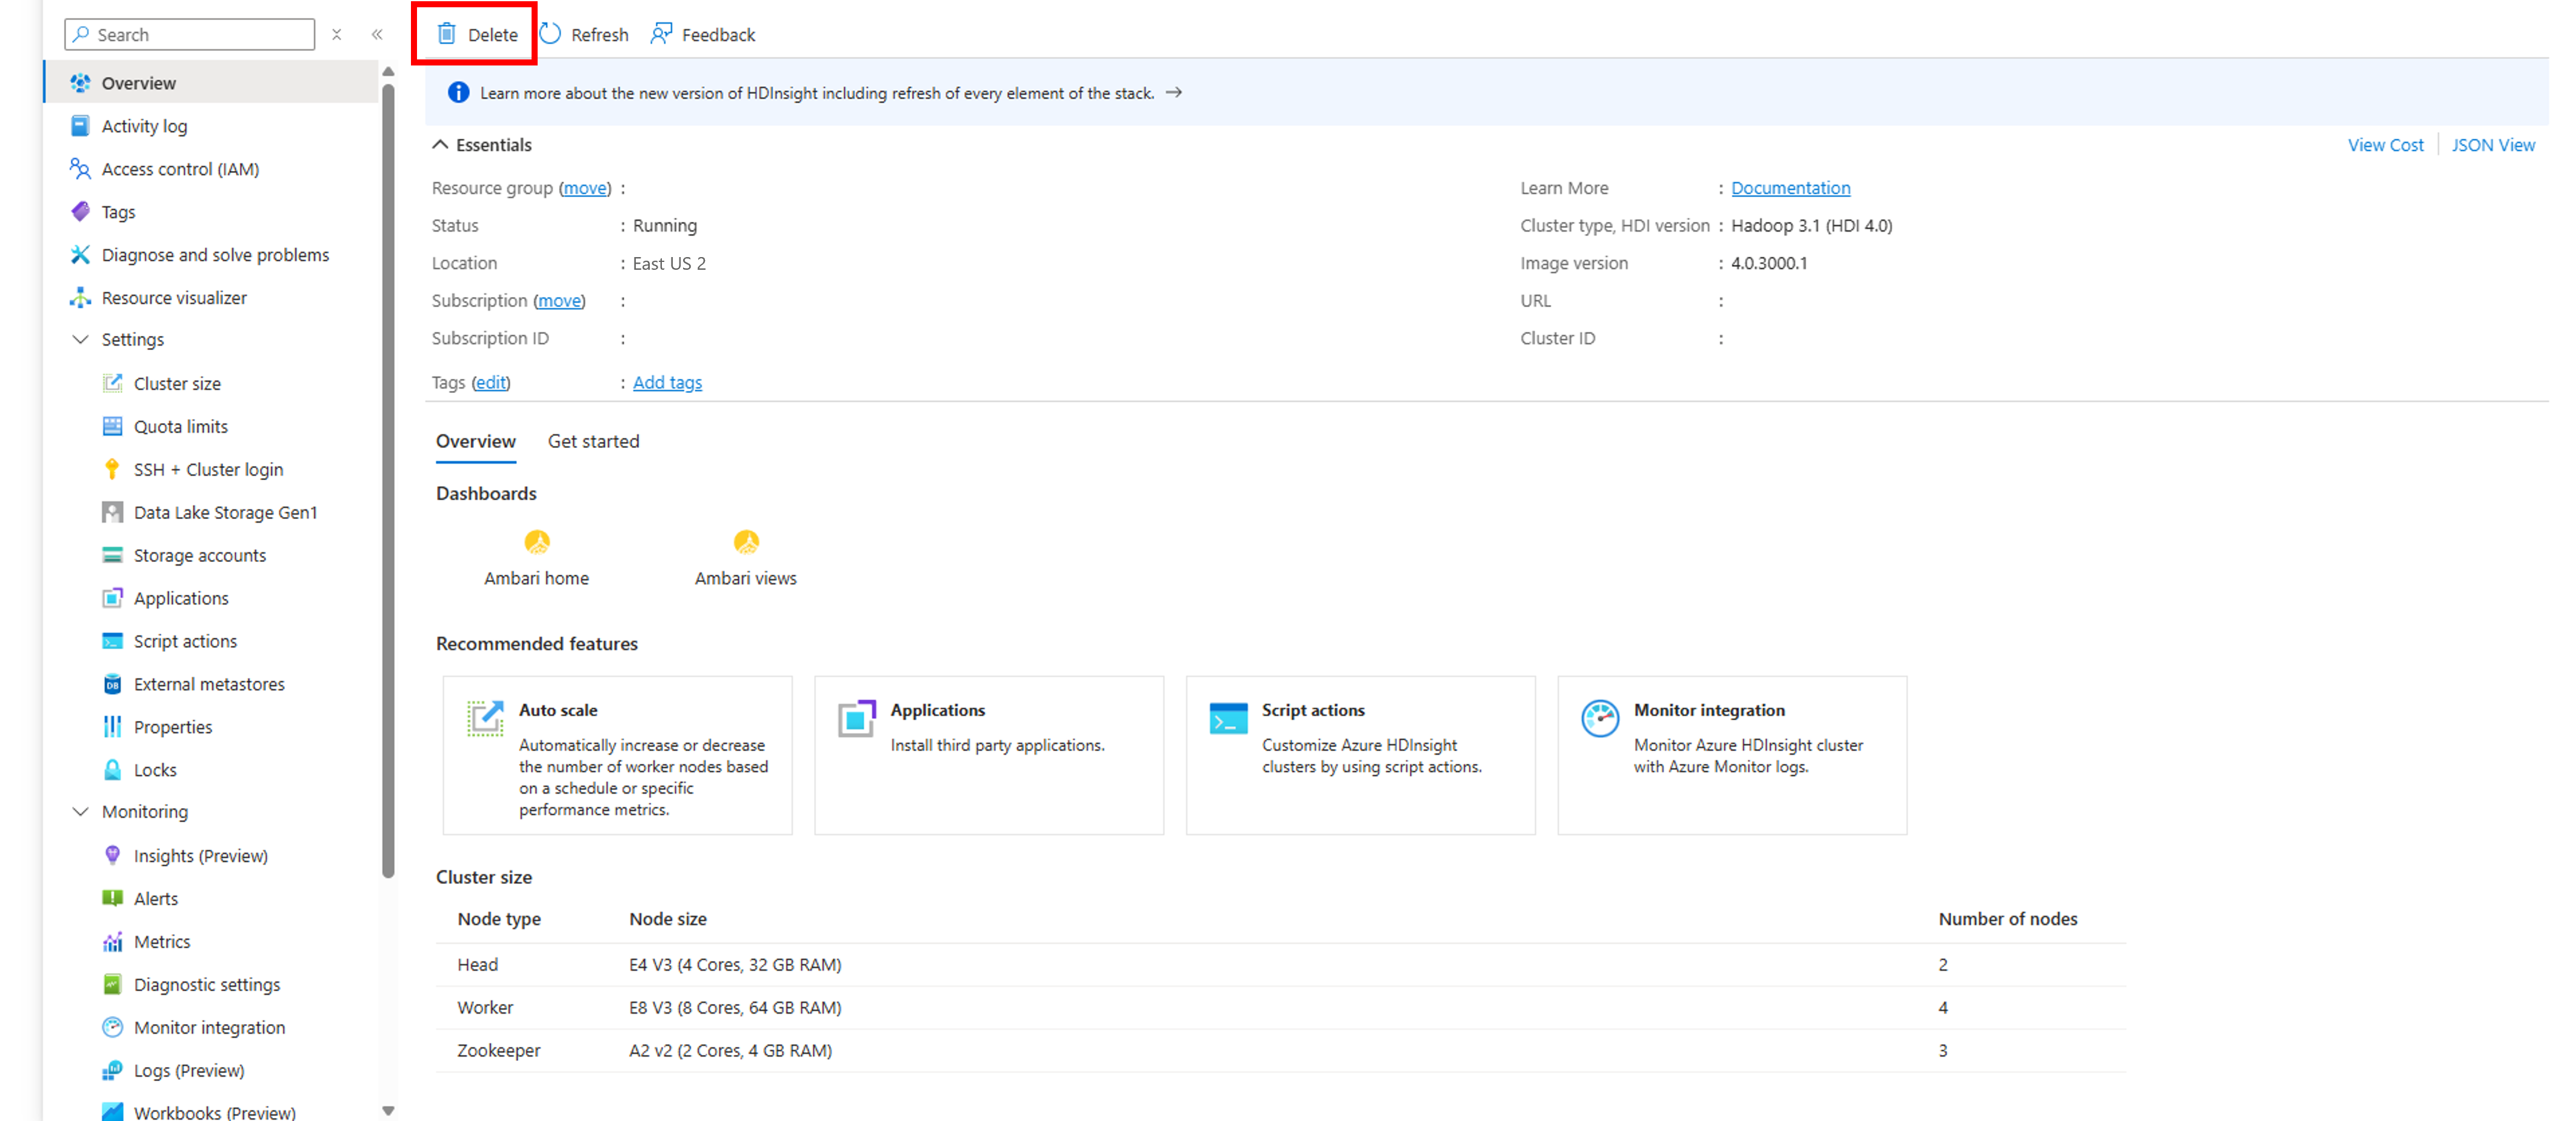 Search
Delete
Refresh
Feedback
Overview
Activity log
Access control (IAM)
Tags
Diagnose and solve problems
Resource visualizer
Settings
Cluster size
Quota limits
SSH + Cluster login
Data Lake Storage Gen1
Storage accounts
Applications
Script actions
External metastores
Properties
Locks
Monitoring
Insights (Preview)
Alerts
Metrics
Diagnostic settings
Monitor integration
Logs (Preview)
Workbooks (Preview)
Learn more about the new version of HDInsight including refresh of every element of the stack. →
Essentials
View Cost
JSON View
Resource group (move) :
Status : Running
Location : East US 2
Subscription (move) :
Subscription ID :
Tags (edit) : Add tags
Learn More : Documentation
Cluster type, HDI version : Hadoop 3.1 (HDI 4.0)
Image version : 4.0.3000.1
URL :
Cluster ID :
Overview Get started
Dashboards
Ambari home
Ambari views
Recommended features
Auto scale
Automatically increase or decrease
the number of worker nodes based
on a schedule or specific
performance metrics.
Applications
Install third party applications.
Script actions
Customize Azure HDInsight
clusters by using script actions.
Monitor integration
Monitor Azure HDInsight cluster
with Azure Monitor logs.
Cluster size
Node type Node size Number of nodes
Head E4 V3 (4 Cores, 32 GB RAM) 2
Worker E8 V3 (8 Cores, 64 GB RAM) 4
Zookeeper A2 v2 (2 Cores, 4 GB RAM) 3